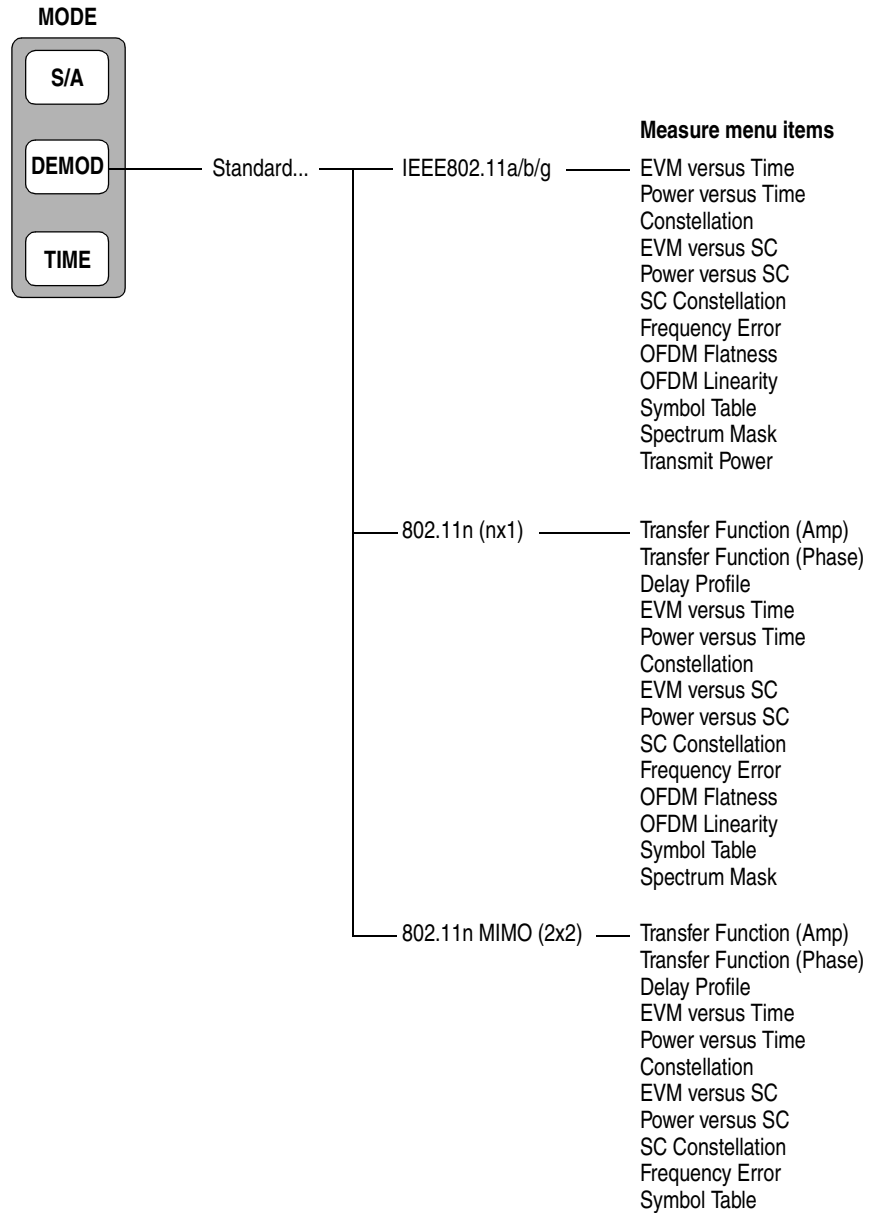 MODE
S/A
DEMOD
TIME
Standard...
Measure menu items
IEEE802.11a/b/g
EVM versus Time
Power versus Time
Constellation
EVM versus SC
Power versus SC
SC Constellation
Frequency Error
OFDM Flatness
OFDM Linearity
Symbol Table
Spectrum Mask
Transmit Power
802.11n (nx1)
Transfer Function (Amp)
Transfer Function (Phase)
Delay Profile
EVM versus Time
Power versus Time
Constellation
EVM versus SC
Power versus SC
SC Constellation
Frequency Error
OFDM Flatness
OFDM Linearity
Symbol Table
Spectrum Mask
802.11n MIMO (2x2)
Transfer Function (Amp)
Transfer Function (Phase)
Delay Profile
EVM versus Time
Power versus Time
Constellation
EVM versus SC
Power versus SC
SC Constellation
Frequency Error
Symbol Table